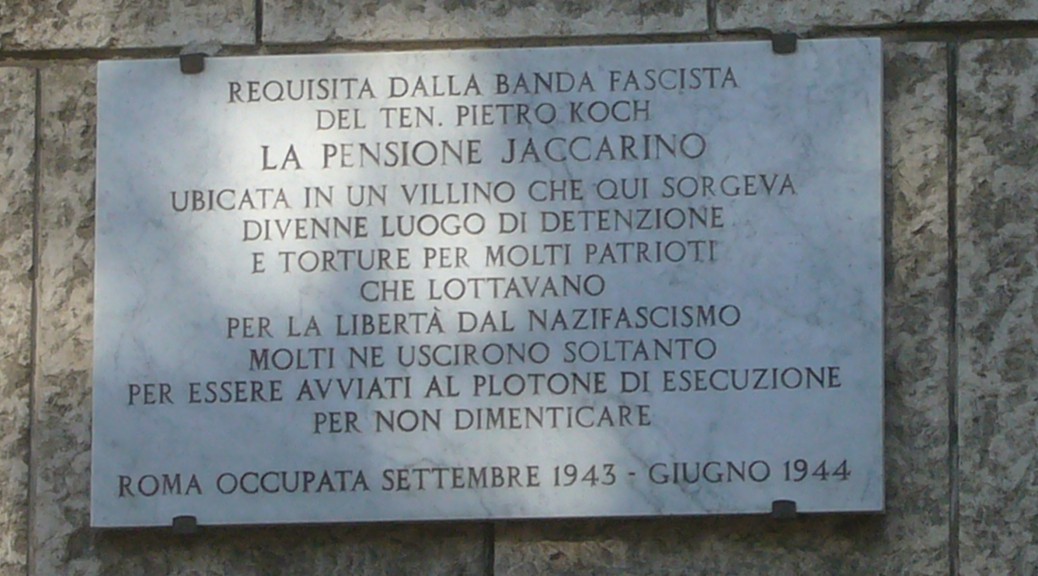 REQUISITA DALLA BANDA FASCISTA
DEL TEN. PIETRO KOCH
LA PENSIONE JACCARINO
UBICATA IN UN VILLINO CHE QUI SORGEVA
DIVENNE LUOGO DI DETENZIONE
E TORTURE PER MOLTI PATRIOTI
CHE LOTTAVANO
PER LA LIBERTÀ DAL NAZIFASCISMO
MOLTI NE USCIRONO SOLTANTO
PER ESSERE AVVIATI AL PLOTONE DI ESECUZIONE
PER NON DIMENTICARE
ROMA OCCUPATA SETTEMBRE 1943 - GIUGNO 1944